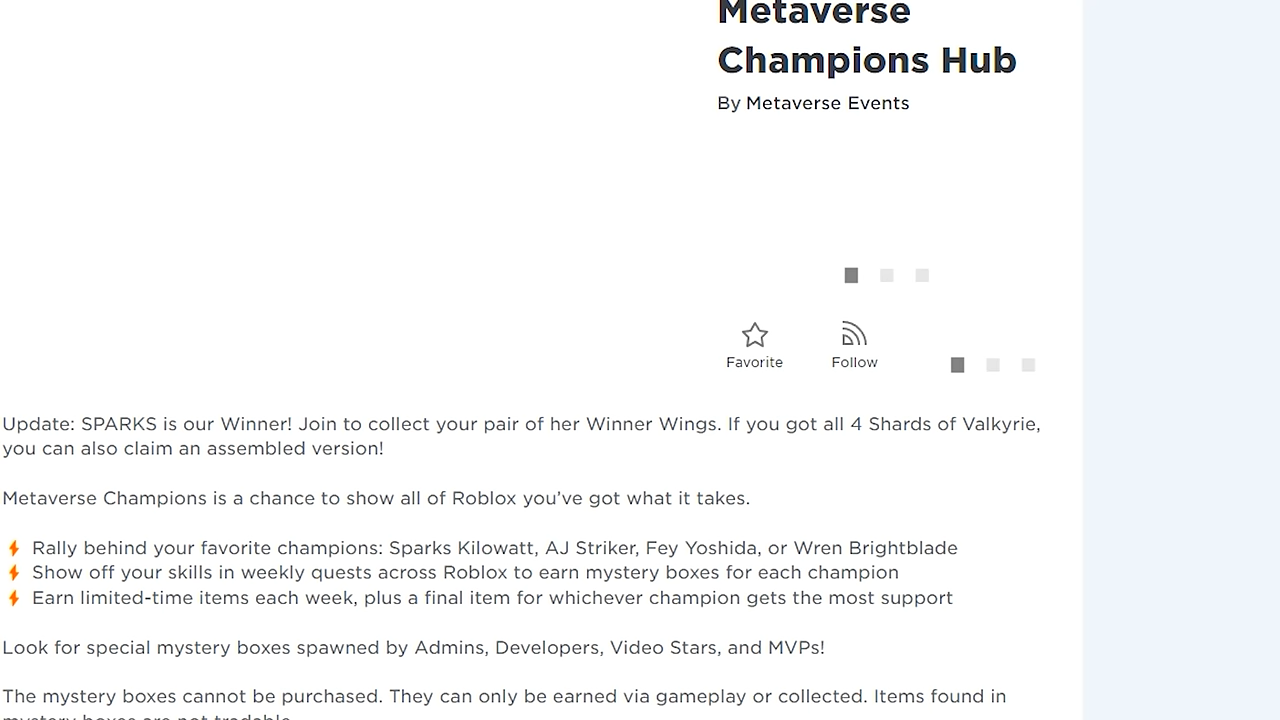 Metaverse
Champions Hub
By Metaverse Events
Favorite
Follow
Update: SPARKS is our Winner! Join to collect your pair of her Winner Wings. If you got all 4 Shards of Valkyrie,
you can also claim an assembled version!
Metaverse Champions is a chance to show all of Roblox you've got what it takes.
Rally behind your favorite champions: Sparks Kilowatt, AJ Striker, Fey Yoshida, or Wren Brightblade
Show off your skills in weekly quests across Roblox to earn mystery boxes for each champion
Earn limited-time items each week, plus a final item for whichever champion gets the most support
Look for special mystery boxes spawned by Admins, Developers, Video Stars, and MVPs!
The mystery boxes cannot be purchased. They can only be earned via gameplay or collected. Items found in
mystery boxes are not tradable